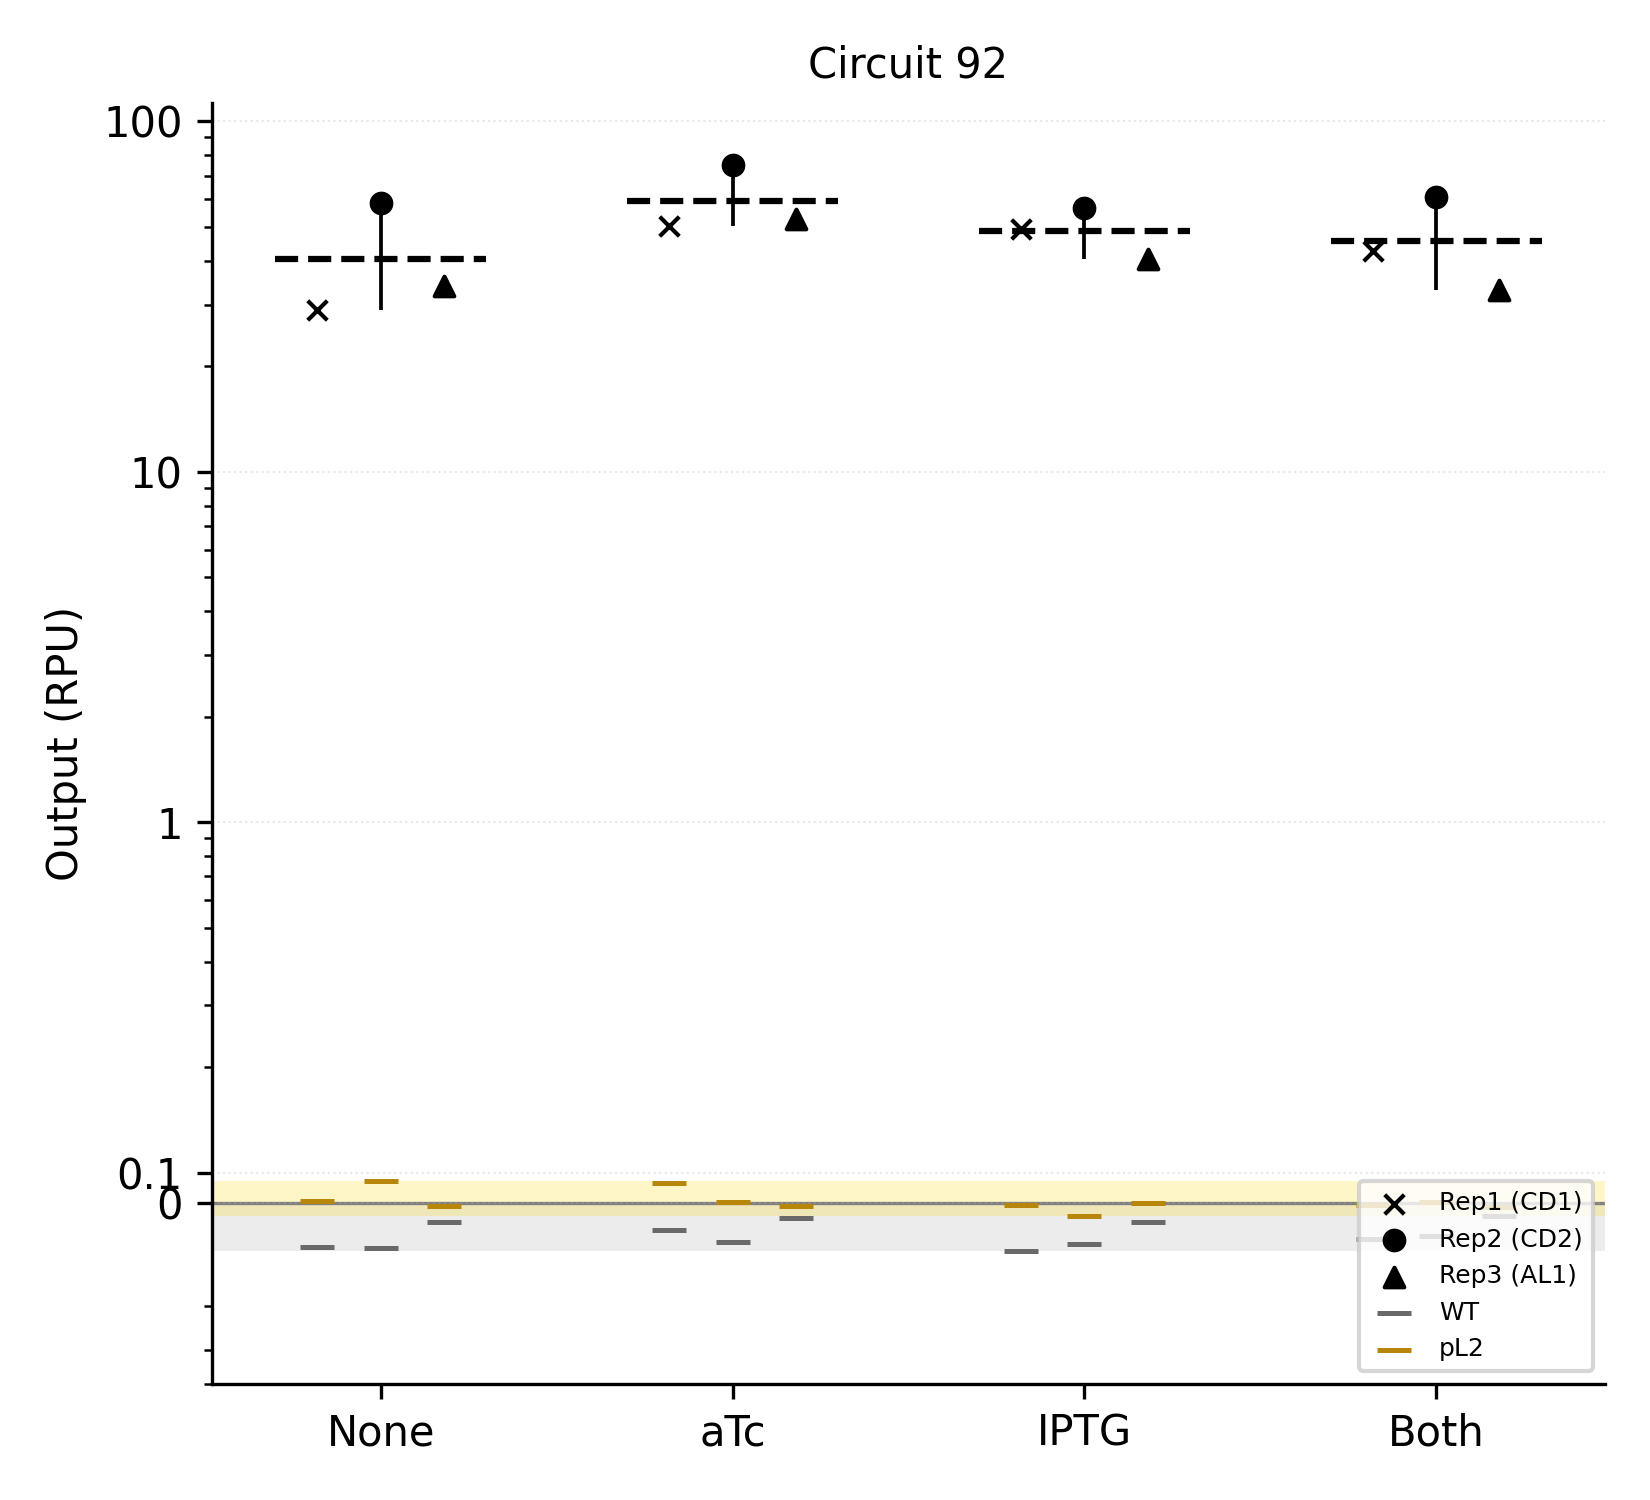 Circuit 92
100
10
1
0.1
0
Output (RPU)
None
aTc
IPTG
Both
Rep1 (CD1)
Rep2 (CD2)
Rep3 (AL1)
WT
pL2